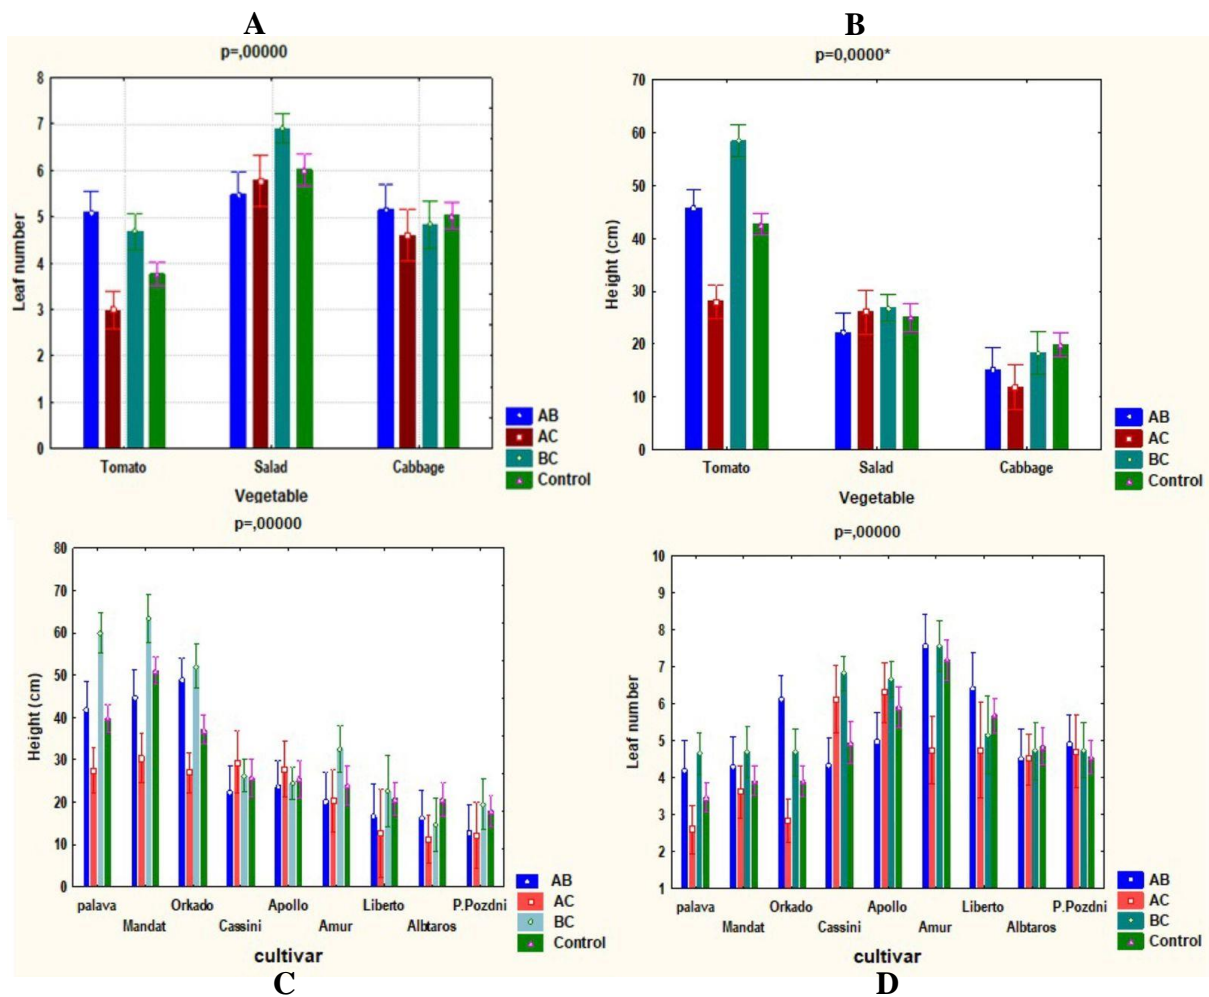 A
p=,00000
Leaf number
8
7
6
5
4
3
2
1
0
Tomato Salad Cabbage
Vegetable
AB
AC
BC
Control
B
p=0,0000*
Height (cm)
70
60
50
40
30
20
10
0
Tomato Salad Cabbage
Vegetable
AB
AC
BC
Control
p=,00000
Height (cm)
80
70
60
50
40
30
20
10
0
palava Orkado Apollo Liberto P.Pozdni
Mandat Cassini Amur Albtaros
cultivar
AB
AC
BC
Control
C
p=,00000
Leaf number
10
9
8
7
6
5
4
3
2
1
palava Orkado Apollo Liberto P.Pozdni
Mandat Cassini Amur Albtaros
cultivar
AB
AC
BC
Control
D